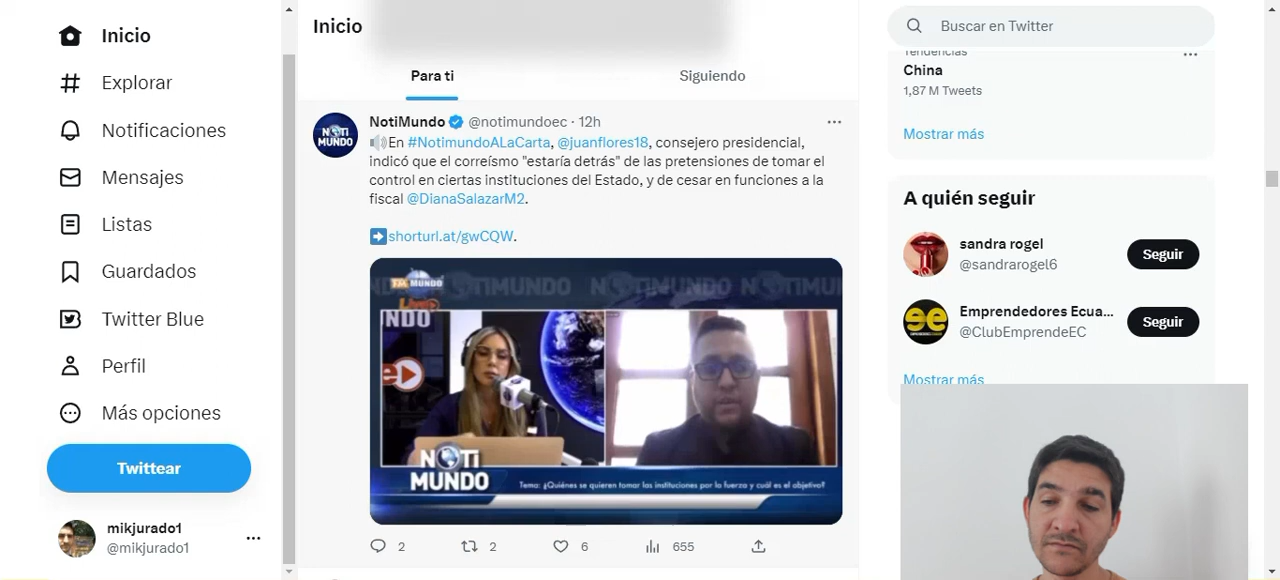 Inicio
Explorar
Notificaciones
Mensajes
Listas
Guardados
Twitter Blue
Perfil
Más opciones
Twittear
mikjurado1
@mikjurado1
Inicio
Para ti
Siguiendo
NotiMundo @notimundoec · 12h
En #NotimundoALaCarta, @juanflores18, consejero presidencial,
indicó que el correísmo "estaría detrás" de las pretensiones de tomar el
control en ciertas instituciones del Estado, y de cesar en funciones a la
fiscal @DianaSalazarM2.
shorturl.at/gwCQW.
NOTIMUNDO NOTIMUNDO
MUNDO
Live
NDO
NOTI
MUNDO
Tema: ¿Quiénes se quieren tomar las instituciones por la fuerza y cuál es el objetivo?
2
2
6
655
Buscar en Twitter
Tendencias
China
1,87 M Tweets
Mostrar más
A quién seguir
sandra rogel
@sandrarogel6
Seguir
Emprendedores Ecua...
@ClubEmprendeEC
Seguir
Mostrar más